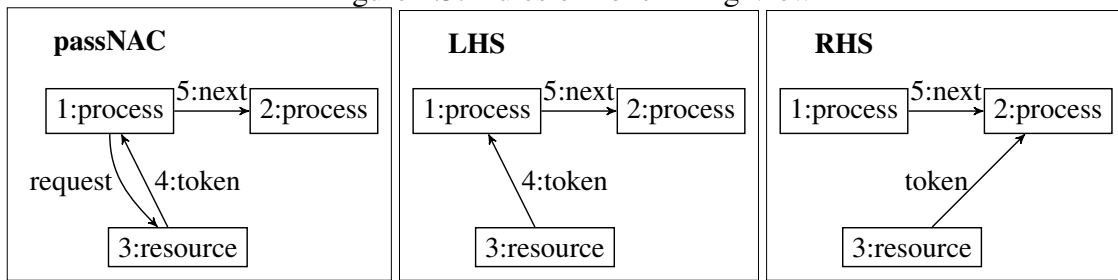 passNAC
5:next
1:process
2:process
request
4:token
3:resource
LHS
5:next
1:process
2:process
4:token
3:resource
RHS
5:next
1:process
2:process
token
3:resource